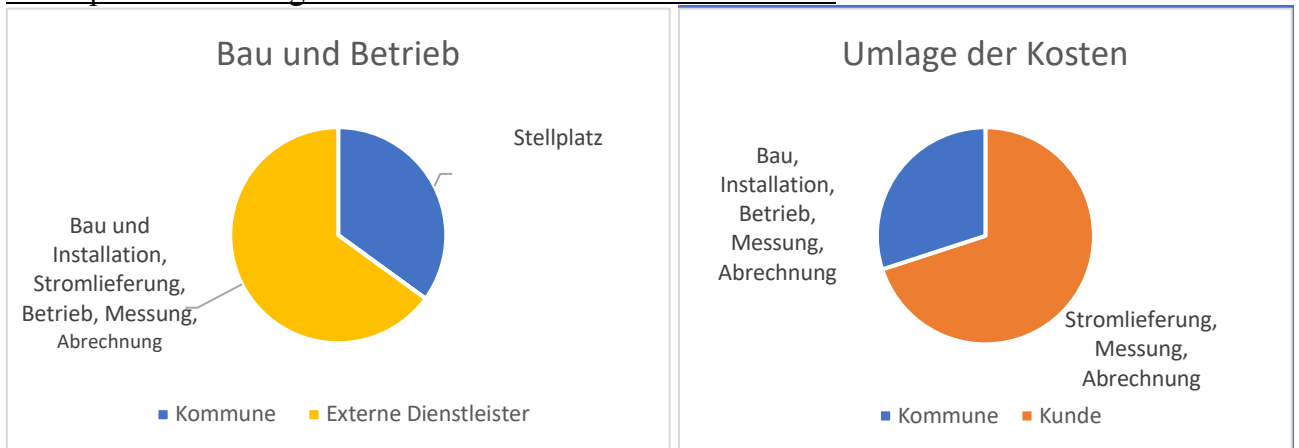 Bau und Betrieb
Stellplatz
Bau und
Installation,
Stromlieferung,
Betrieb, Messung,
Abrechnung
Kommune Externe Dienstleister
Umlage der Kosten
Bau,
Installation,
Betrieb,
Messung,
Abrechnung
Stromlieferung,
Messung,
Abrechnung
Kommune Kunde